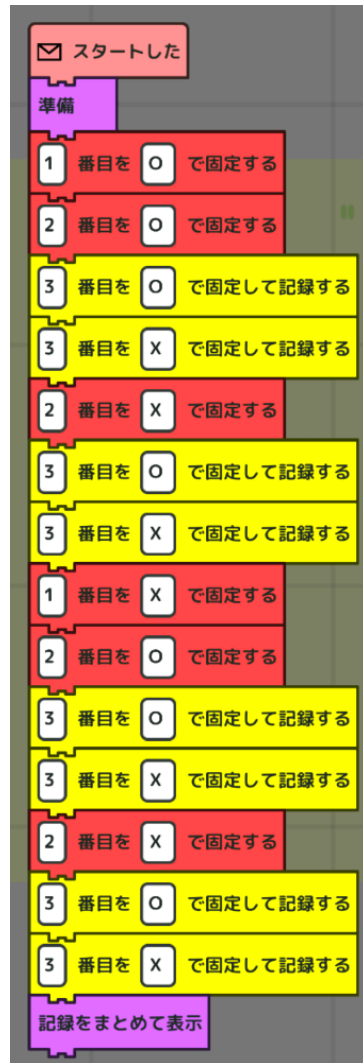 スタートした
準備
1 番目を O で固定する
2 番目を O で固定する
3 番目を O で固定して記録する
3 番目を X で固定して記録する
2 番目を X で固定する
3 番目を O で固定して記録する
3 番目を X で固定して記録する
1 番目を X で固定する
2 番目を O で固定する
3 番目を O で固定して記録する
3 番目を X で固定して記録する
2 番目を X で固定する
3 番目を O で固定して記録する
3 番目を X で固定して記録する
記録をまとめて表示